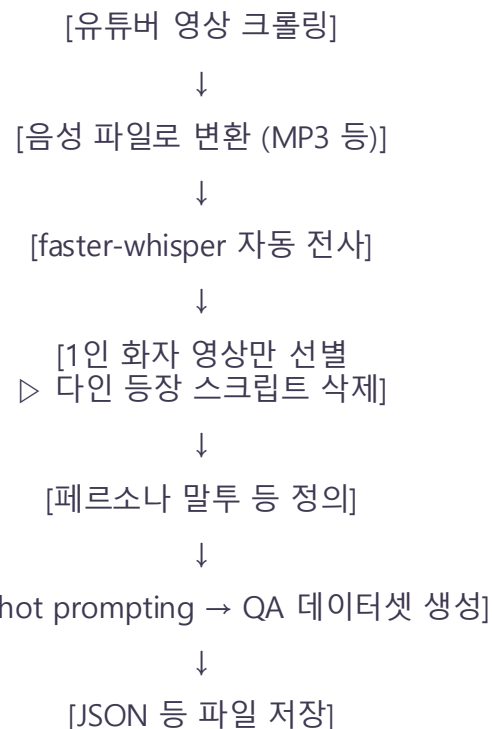 [유튜버 영상 크롤링]
↓
[음성 파일로 변환 (MP3 등)]
↓
[faster-whisper 자동 전사]
↓
[1인 화자 영상만 선별
▷ 다인 등장 스크립트 삭제]
↓
[페르소나 말투 등 정의]
↓
hot prompting → QA 데이터셋 생성]
↓
[JSON 등 파일 저장]